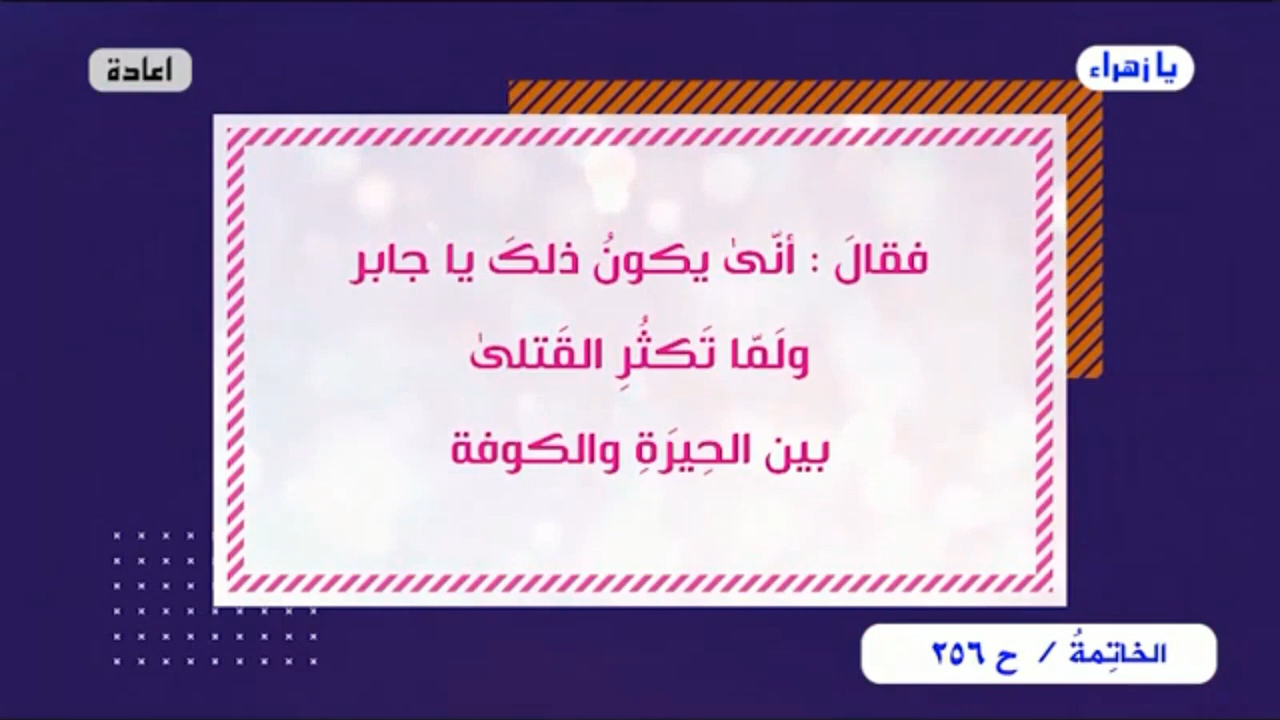 يا زهراء
اعادة
فقالَ : أنّىٰ يكونُ ذلكَ يا جابر
ولَمّا تَكثُرِ القَتلىٰ
بين الحِيرَةِ والكوفة
الخاتِمةُ / ح ٢٥٦